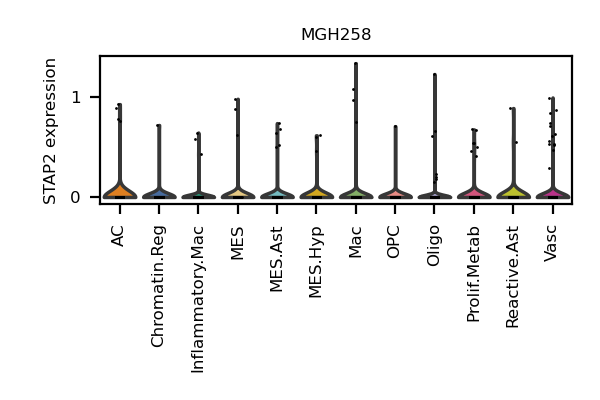 MGH258
STAP2 expression
1
0
AC
Chromatin.Reg
Inflammatory.Mac
MES
MES.Ast
MES.Hyp
Mac
OPC
Oligo
Prolif.Metab
Reactive.Ast
Vasc